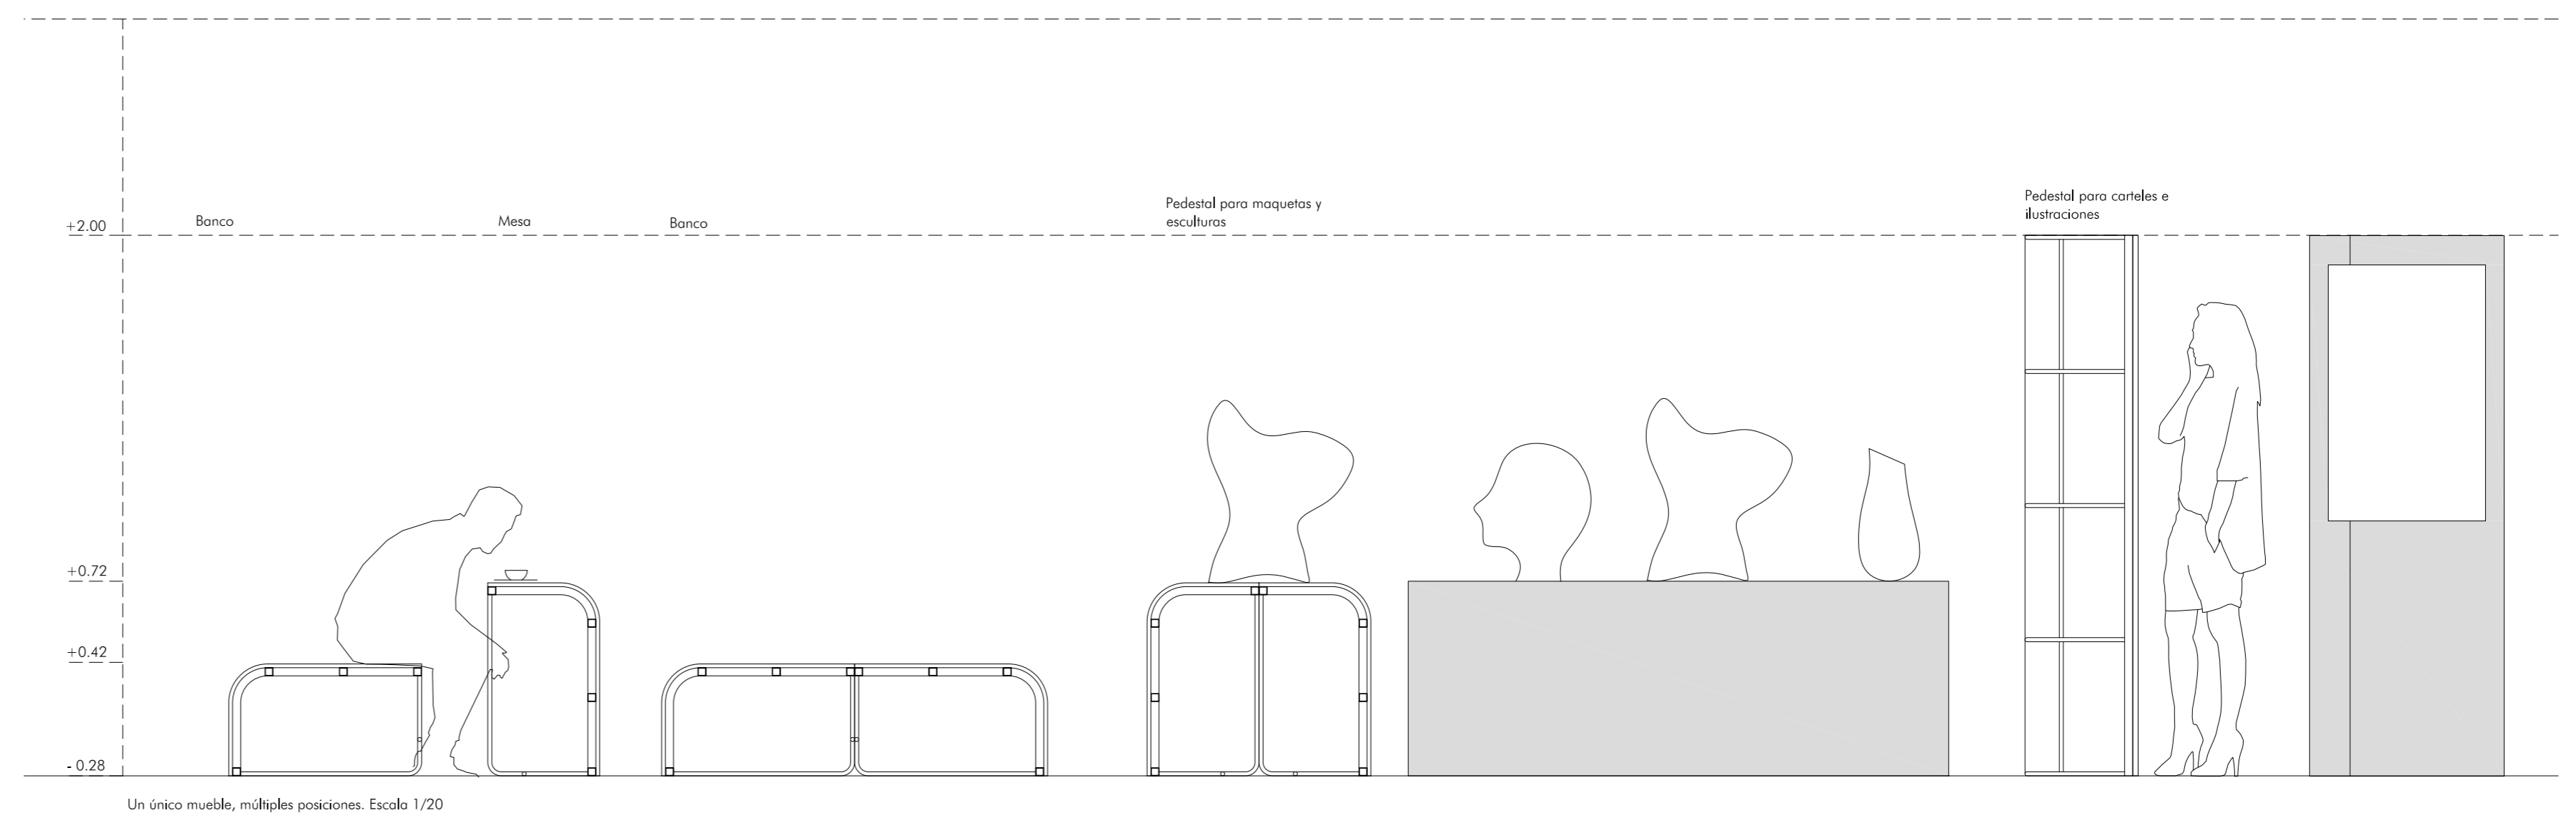 Pedestal para carteles e
ilustraciones
Pedestal para maquetas y
esculturas
Banco
Mesa
Banco
+2.00
+0.72
+0.42
- 0.28
Un único mueble, múltiples posiciones. Escala 1/20